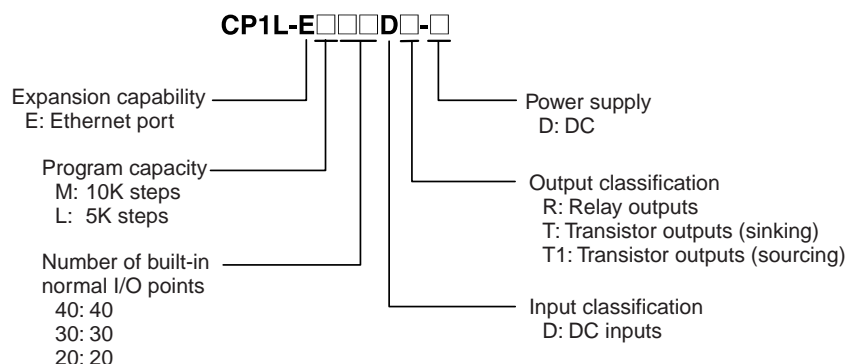 CP1L-E□□□D□-□
Expansion capability
E: Ethernet port
Program capacity
M: 10K steps
L: 5K steps
Number of built-in
normal I/O points
40: 40
30: 30
20: 20
Power supply
D: DC
Output classification
R: Relay outputs
T: Transistor outputs (sinking)
T1: Transistor outputs (sourcing)
Input classification
D: DC inputs